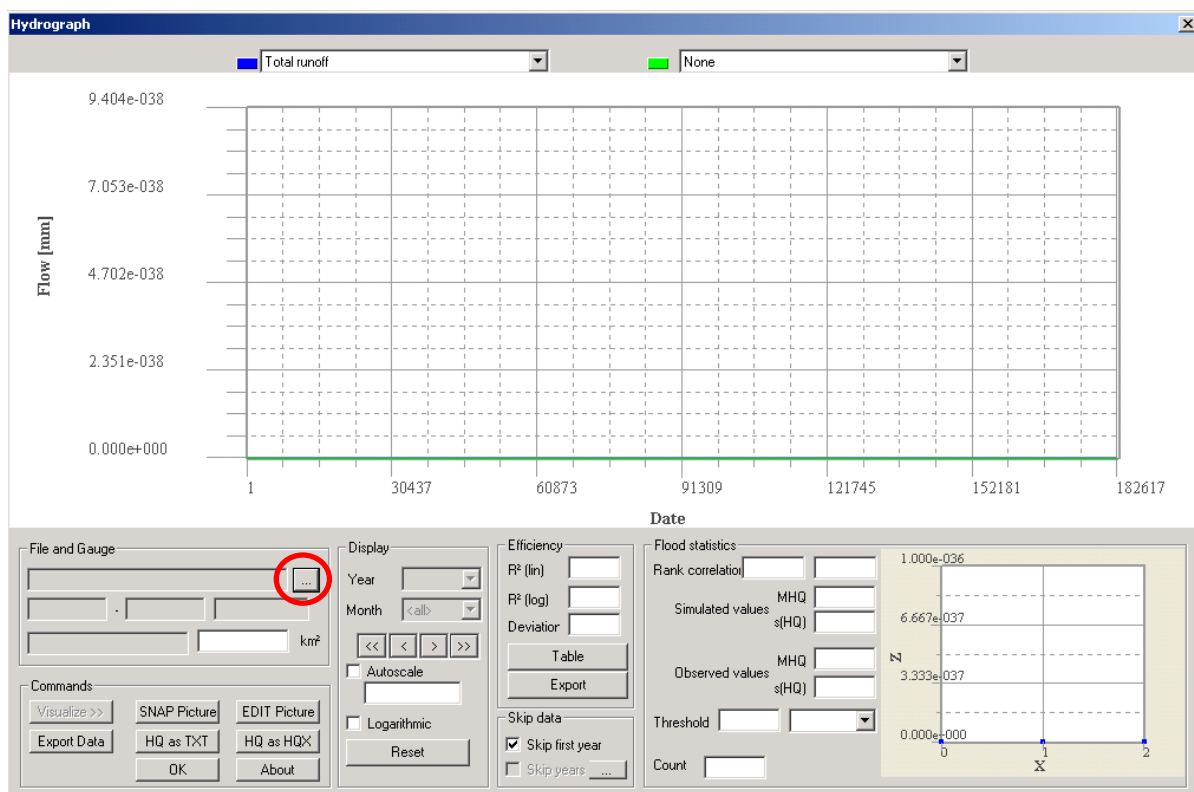 Hydrograph
Total runoff
None
9.404e-038
7.053e-038
4.702e-038
2.351e-038
0.000e+000
Flow [mm]
1 30437 60873 91309 121745 152181 182617
Date
File and Gauge
...
-
km²
Commands
Visualize >> SNAP Picture EDIT Picture
Export Data HQ as TXT HQ as HQX
OK About
Display
Year
Month <all>
<< < > >>
Autoscale
Logarithmic
Reset
Efficiency
R² (lin)
R² (log)
Deviatior
Table
Export
Skip data
Skip first year
Skip years ...
Flood statistics
Rank correlatior
Simulated values MHQ
s(HQ)
Observed values MHQ
s(HQ)
Threshold
Count
1.000e-036
6.667e-037
3.333e-037
0.000e+000
Z
0 1 2
X